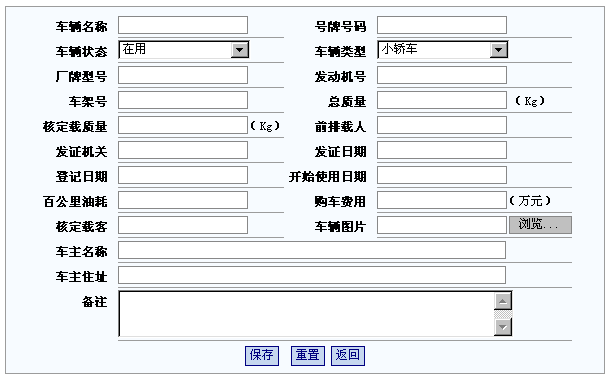 车辆名称 号牌号码
车辆状态 在用 车辆类型 小轿车
厂牌型号 发动机号
车架号 总质量 (Kg)
核定载质量 (Kg) 前排载人
发证机关 发证日期
登记日期 开始使用日期
百公里油耗 购车费用 (万元)
核定载客 车辆图片 浏览...
车主名称
车主住址
备注
保存 重置 返回